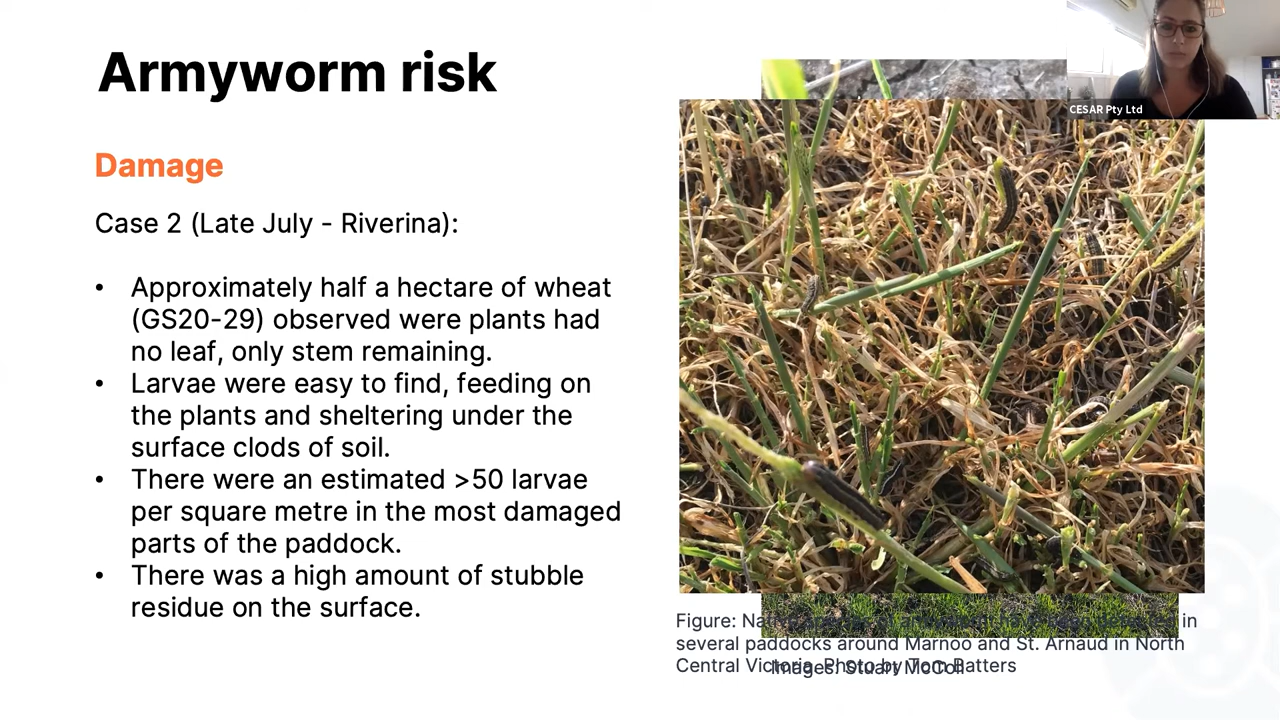 Armyworm risk
CESAR Pty Ltd
Damage
Case 2 (Late July - Riverina):
• Approximately half a hectare of wheat
(GS20-29) observed were plants had
no leaf, only stem remaining.
• Larvae were easy to find, feeding on
the plants and sheltering under the
surface clods of soil.
• There were an estimated >50 larvae
per square metre in the most damaged
parts of the paddock.
• There was a high amount of stubble
residue on the surface.
Figure: in
several paddocks around Marnoo and St. Arnaud in North
Central Victoria. Photo by Tom Batters
Images: Stuart McColl